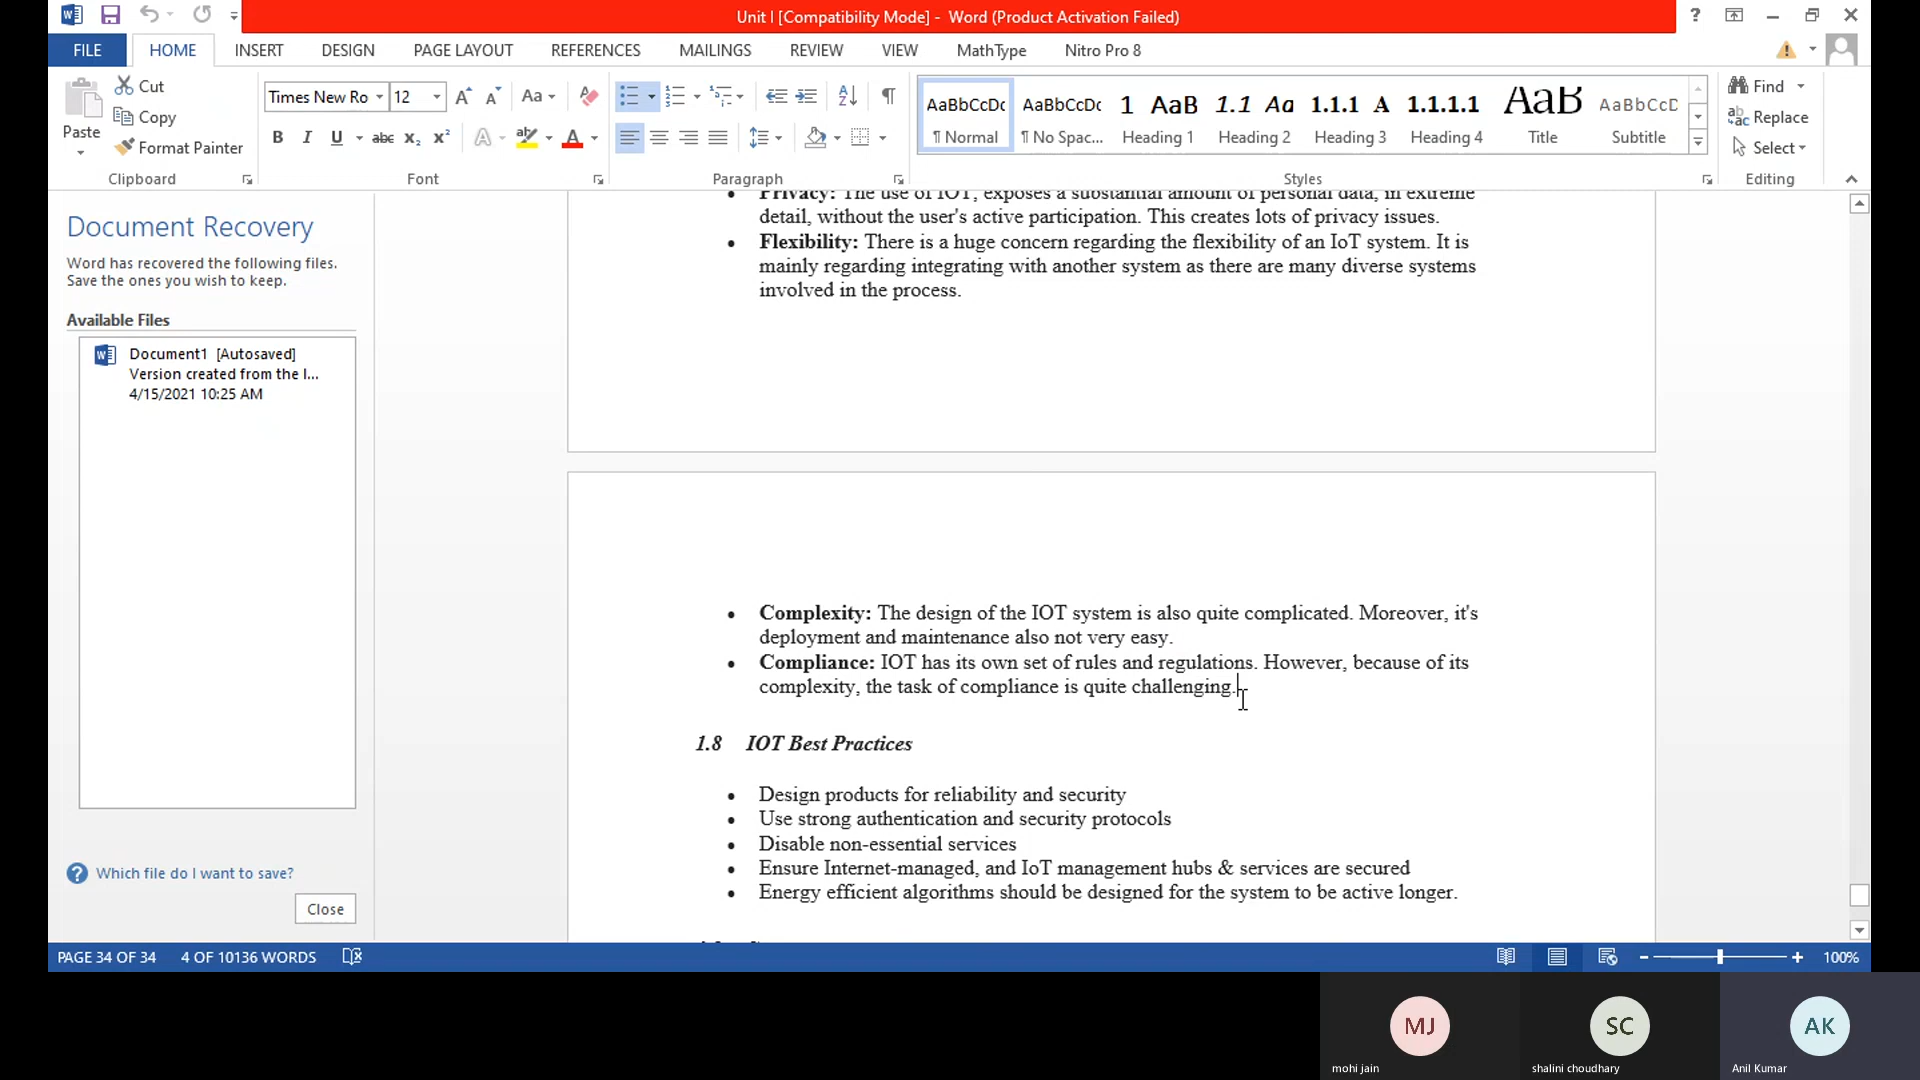 Unit I [Compatibility Mode] - Word (Product Activation Failed)
FILE HOME INSERT DESIGN PAGE LAYOUT REFERENCES MAILINGS REVIEW VIEW MathType Nitro Pro 8
Paste
Cut
Copy
Format Painter
Clipboard
Times New Ro 12
Font
Paragraph
AaBbCcDc AaBbCcDc 1 AaB 1.1 Aa 1.1.1 A 1.1.1.1 AaB AaBbCcD
¶ Normal ¶ No Spac... Heading 1 Heading 2 Heading 3 Heading 4 Title Subtitle
Styles
Find
Replace
Select
Editing
Document Recovery
Word has recovered the following files.
Save the ones you wish to keep.
Available Files
Document1 [Autosaved]
Version created from the l...
4/15/2021 10:25 AM
Which file do I want to save?
Close
• Privacy: The use of IOT, exposes a substantial amount of personal data, in extreme
detail, without the user's active participation. This creates lots of privacy issues.
• Flexibility: There is a huge concern regarding the flexibility of an IoT system. It is
mainly regarding integrating with another system as there are many diverse systems
involved in the process.
• Complexity: The design of the IOT system is also quite complicated. Moreover, it's
deployment and maintenance also not very easy.
• Compliance: IOT has its own set of rules and regulations. However, because of its
complexity, the task of compliance is quite challenging.
1.8 IOT Best Practices
• Design products for reliability and security
• Use strong authentication and security protocols
• Disable non-essential services
• Ensure Internet-managed, and IoT management hubs & services are secured
• Energy efficient algorithms should be designed for the system to be active longer.
PAGE 34 OF 34 4 OF 10136 WORDS 100%
MJ SC AK
mohi jain shalini choudhary Anil Kumar